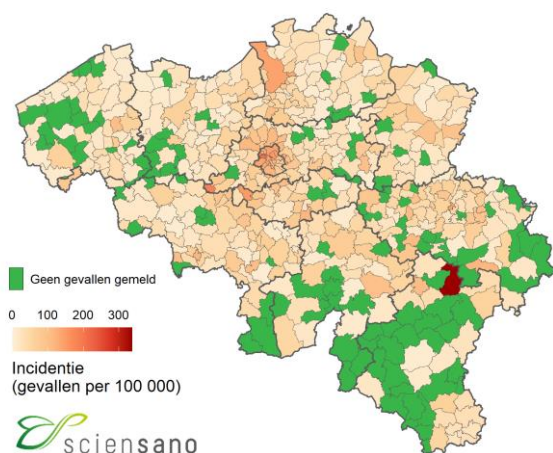 Geen gevallen gemeld
0 100 200 300
Incidentie
(gevallen per 100 000)
sciensano